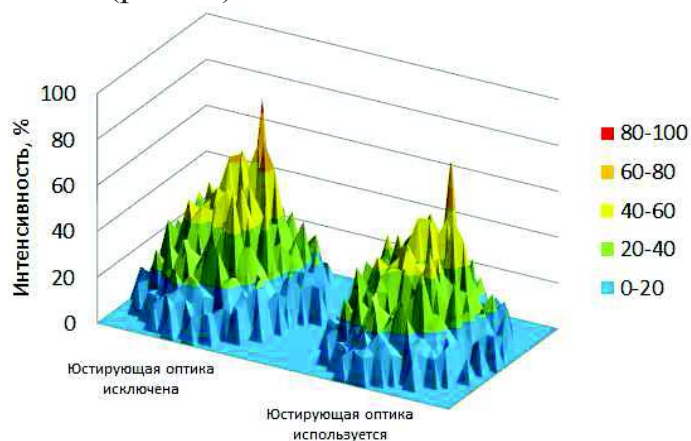 Интенсивность, %
100
80
60
40
20
0
Юстирующая оптика
исключена
Юстирующая оптика
используется
80-100
60-80
40-60
20-40
0-20